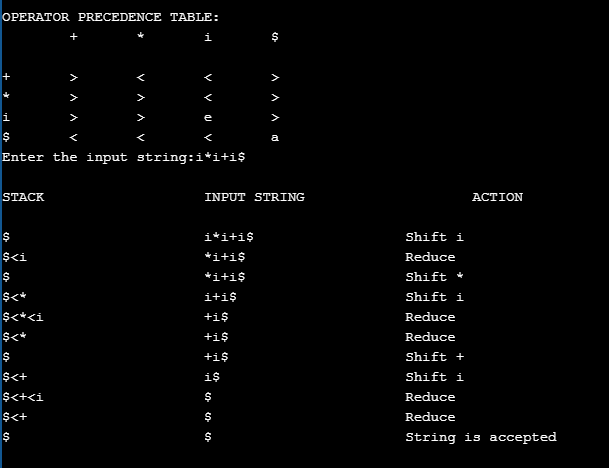 OPERATOR PRECEDENCE TABLE:
+ * i $
+ > < < >
* > > < >
i > > e >
$ < < < a
Enter the input string:i*i+i$
STACK INPUT STRING ACTION
$ i*i+i$ Shift i
$<i *i+i$ Reduce
$ *i+i$ Shift *
$<* i+i$ Shift i
$<*<i +i$ Reduce
$<* +i$ Reduce
$ +i$ Shift +
$<+ i$ Shift i
$<+<i $ Reduce
$<+ $ Reduce
$ $ String is accepted